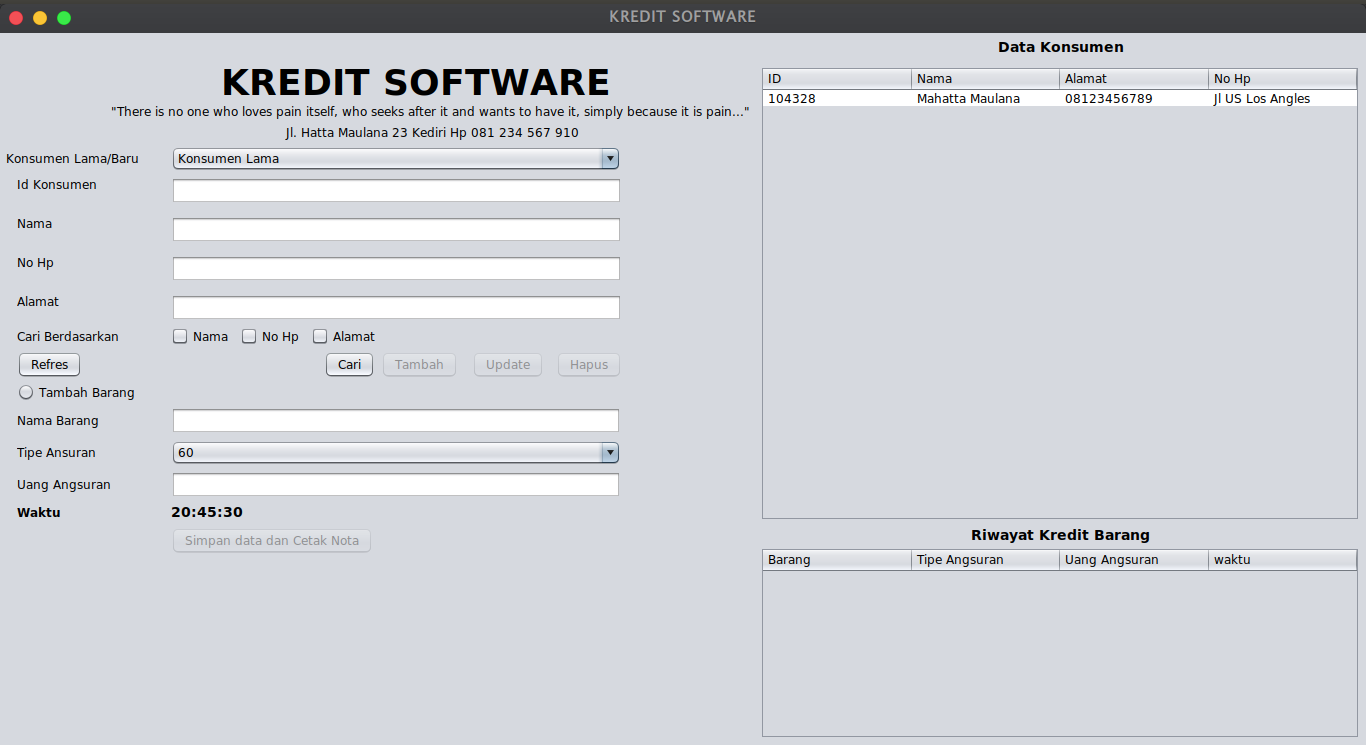 KREDIT SOFTWARE
KREDIT SOFTWARE
"There is no one who loves pain itself, who seeks after it and wants to have it, simply because it is pain..."
Jl. Hatta Maulana 23 Kediri Hp 081 234 567 910
Konsumen Lama/Baru Konsumen Lama
Id Konsumen
Nama
No Hp
Alamat
Cari Berdasarkan Nama No Hp Alamat
Refres Cari Tambah Update Hapus
Tambah Barang
Nama Barang
Tipe Ansuran 60
Uang Angsuran
Waktu 20:45:30
Simpan data dan Cetak Nota
Data Konsumen
ID Nama Alamat No Hp
104328 Mahatta Maulana 08123456789 Jl US Los Angles
Riwayat Kredit Barang
Barang Tipe Angsuran Uang Angsuran waktu